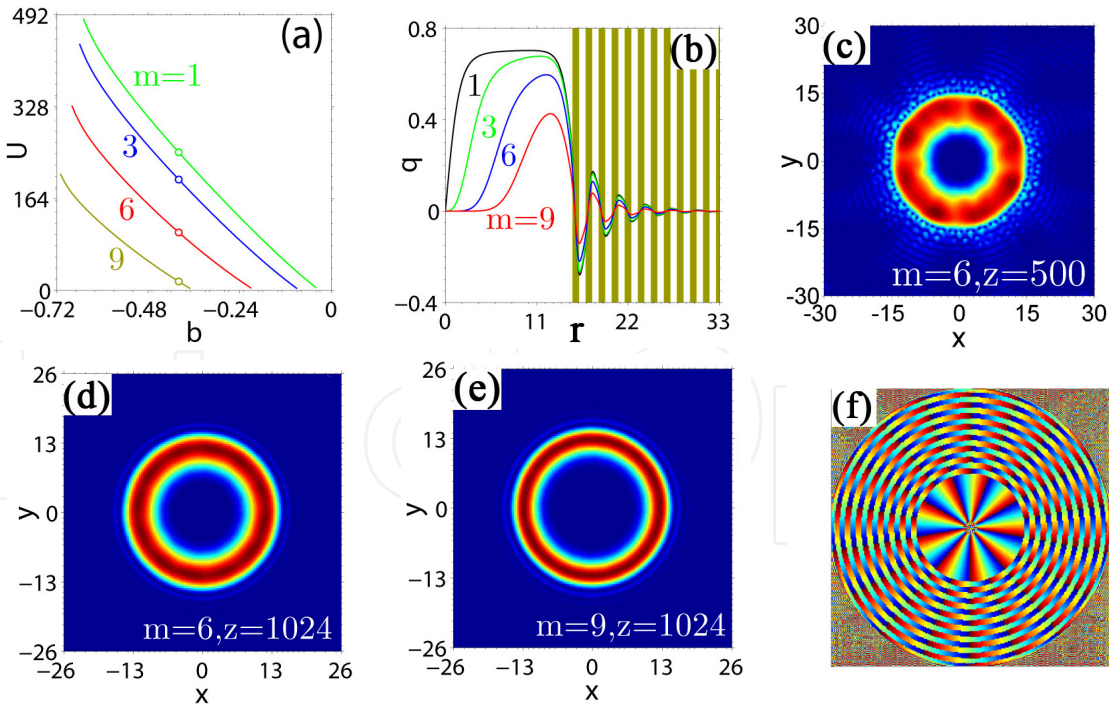 (a)
492
328
164
0
U
m=1
3
6
9
−0.72
−0.48
−0.24
0
b
(b)
0.8
0.4
0
−0.4
q
1
3
6
m=9
0
11
22
33
r
(c)
30
15
0
-15
-30
y
m=6,z=500
-30
-15
0
15
30
x
(d)
26
13
0
−13
−26
y
m=6,z=1024
−26
−13
0
13
26
x
(e)
26
13
0
−13
−26
y
m=9,z=1024
−26
−13
0
13
26
x
(f)